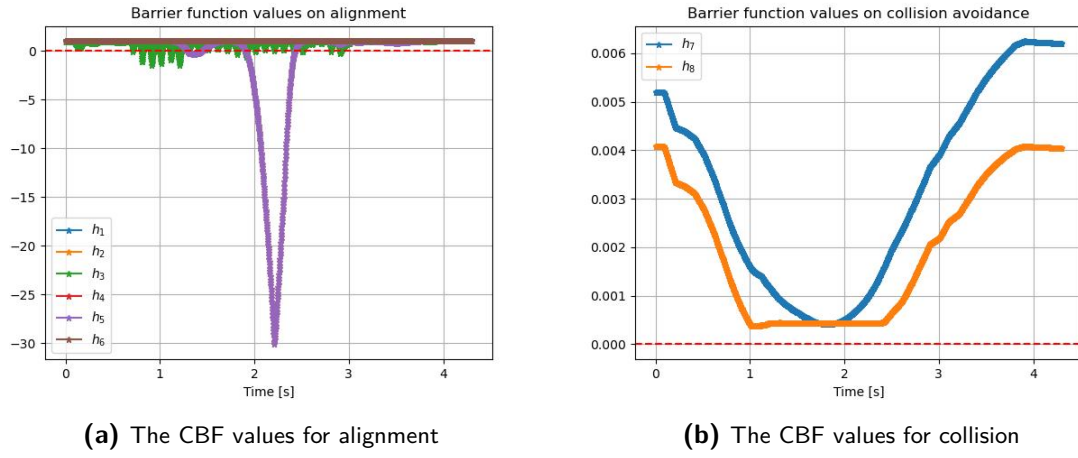 Barrier function values on alignment
0
−5
−10
−15
−20
−25
−30
h₁
h₂
h₃
h₄
h₅
h₆
0 1 2 3 4
Time [s]
(a) The CBF values for alignment
Barrier function values on collision avoidance
h₇
h₈
0.006
0.005
0.004
0.003
0.002
0.001
0.000
0 1 2 3 4
Time [s]
(b) The CBF values for collision